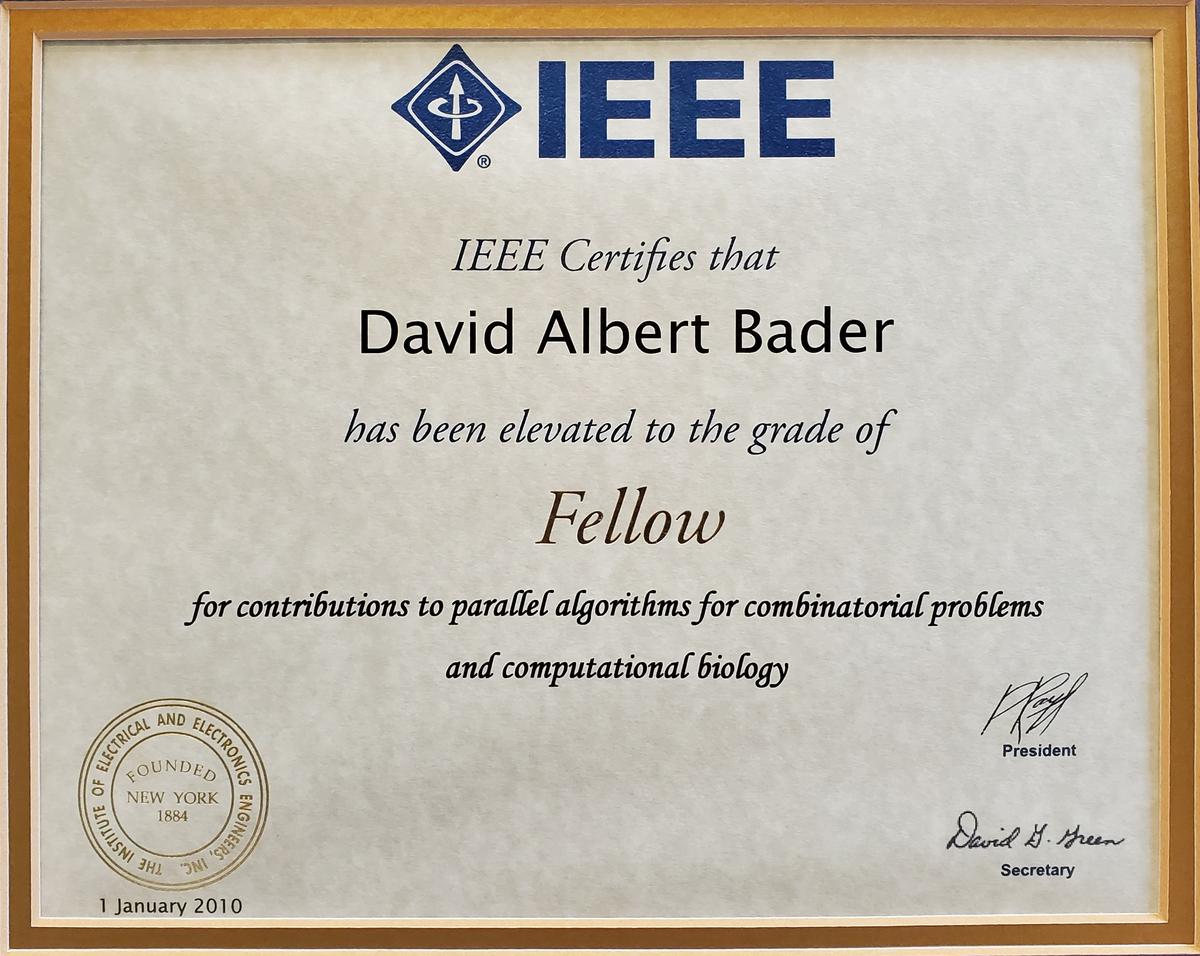 IEEE
®
IEEE Certifies that
David Albert Bader
has been elevated to the grade of
Fellow
for contributions to parallel algorithms for combinatorial problems
and computational biology
President
THE INSTITUTE OF ELECTRICAL AND ELECTRONICS ENGINEERS, INC.
FOUNDED
NEW YORK
1884
David G. Green
Secretary
1 January 2010